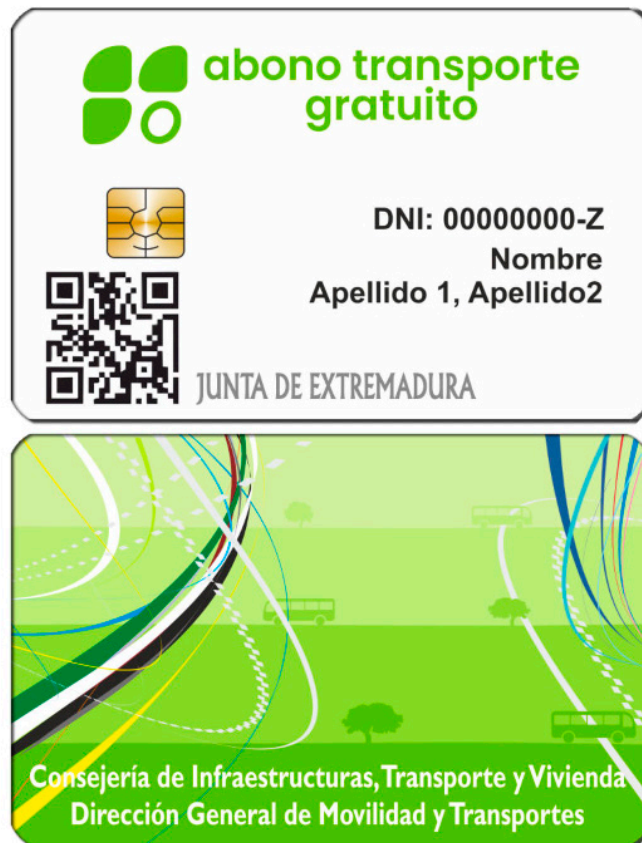 abono transporte
gratuito
DNI: 00000000-Z
Nombre
Apellido 1, Apellido2
JUNTA DE EXTREMADURA
Consejería de Infraestructuras, Transporte y Vivienda
Dirección General de Movilidad y Transportes